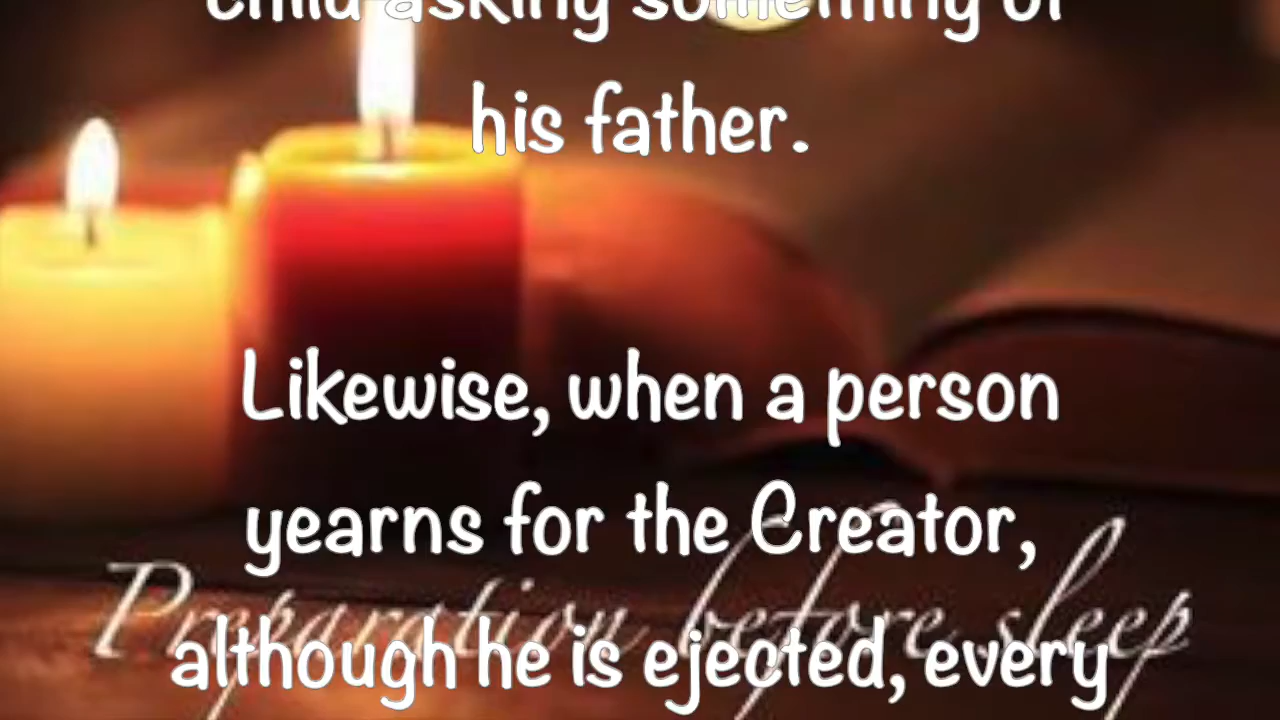 child asking something of
his father.
Likewise, when a person
yearns for the Creator,
Preparation before sleep
although he is ejected, every